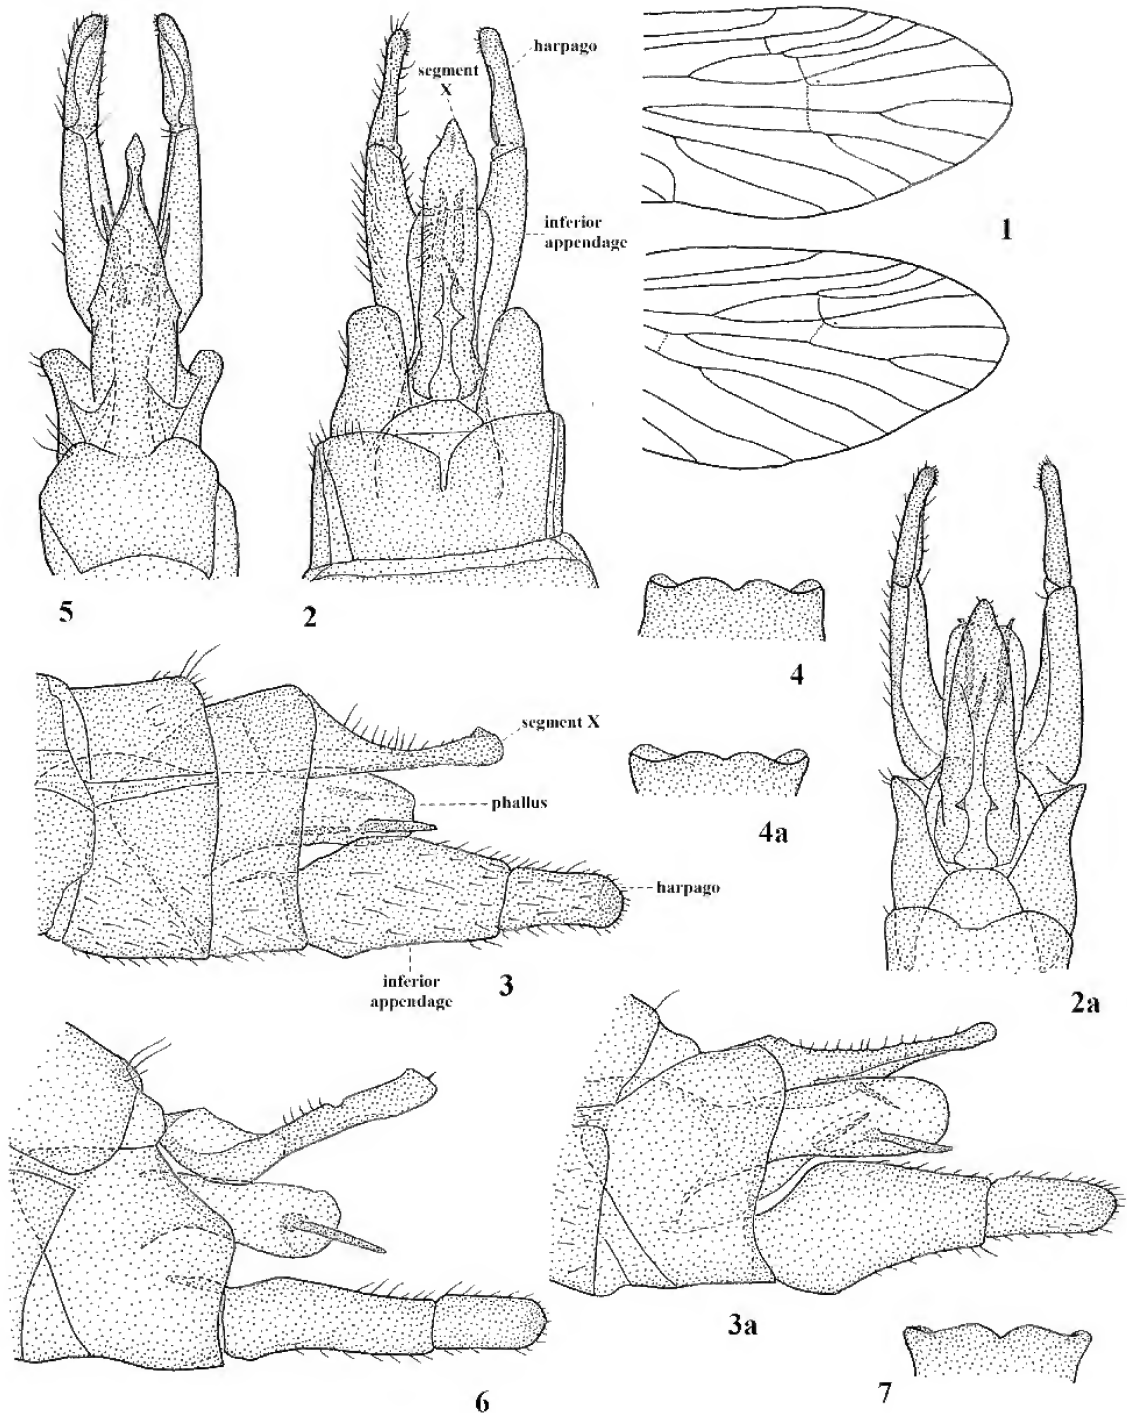 harpago
segment
X
inferior
appendage
1
5
2
4
segment X
phallus
4a
harpago
inferior
appendage
3
2a
3a
6
7